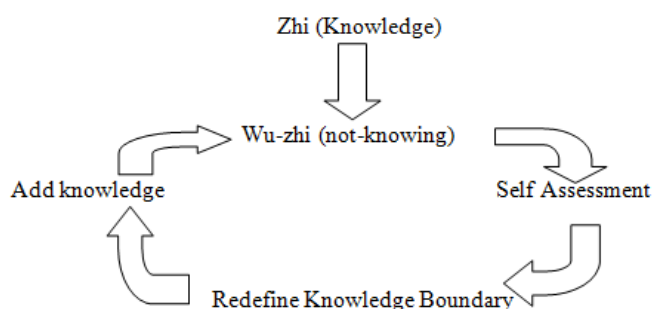 Zhi (Knowledge)
Wu-zhi (not-knowing)
Add knowledge
Self Assessment
Redefine Knowledge Boundary